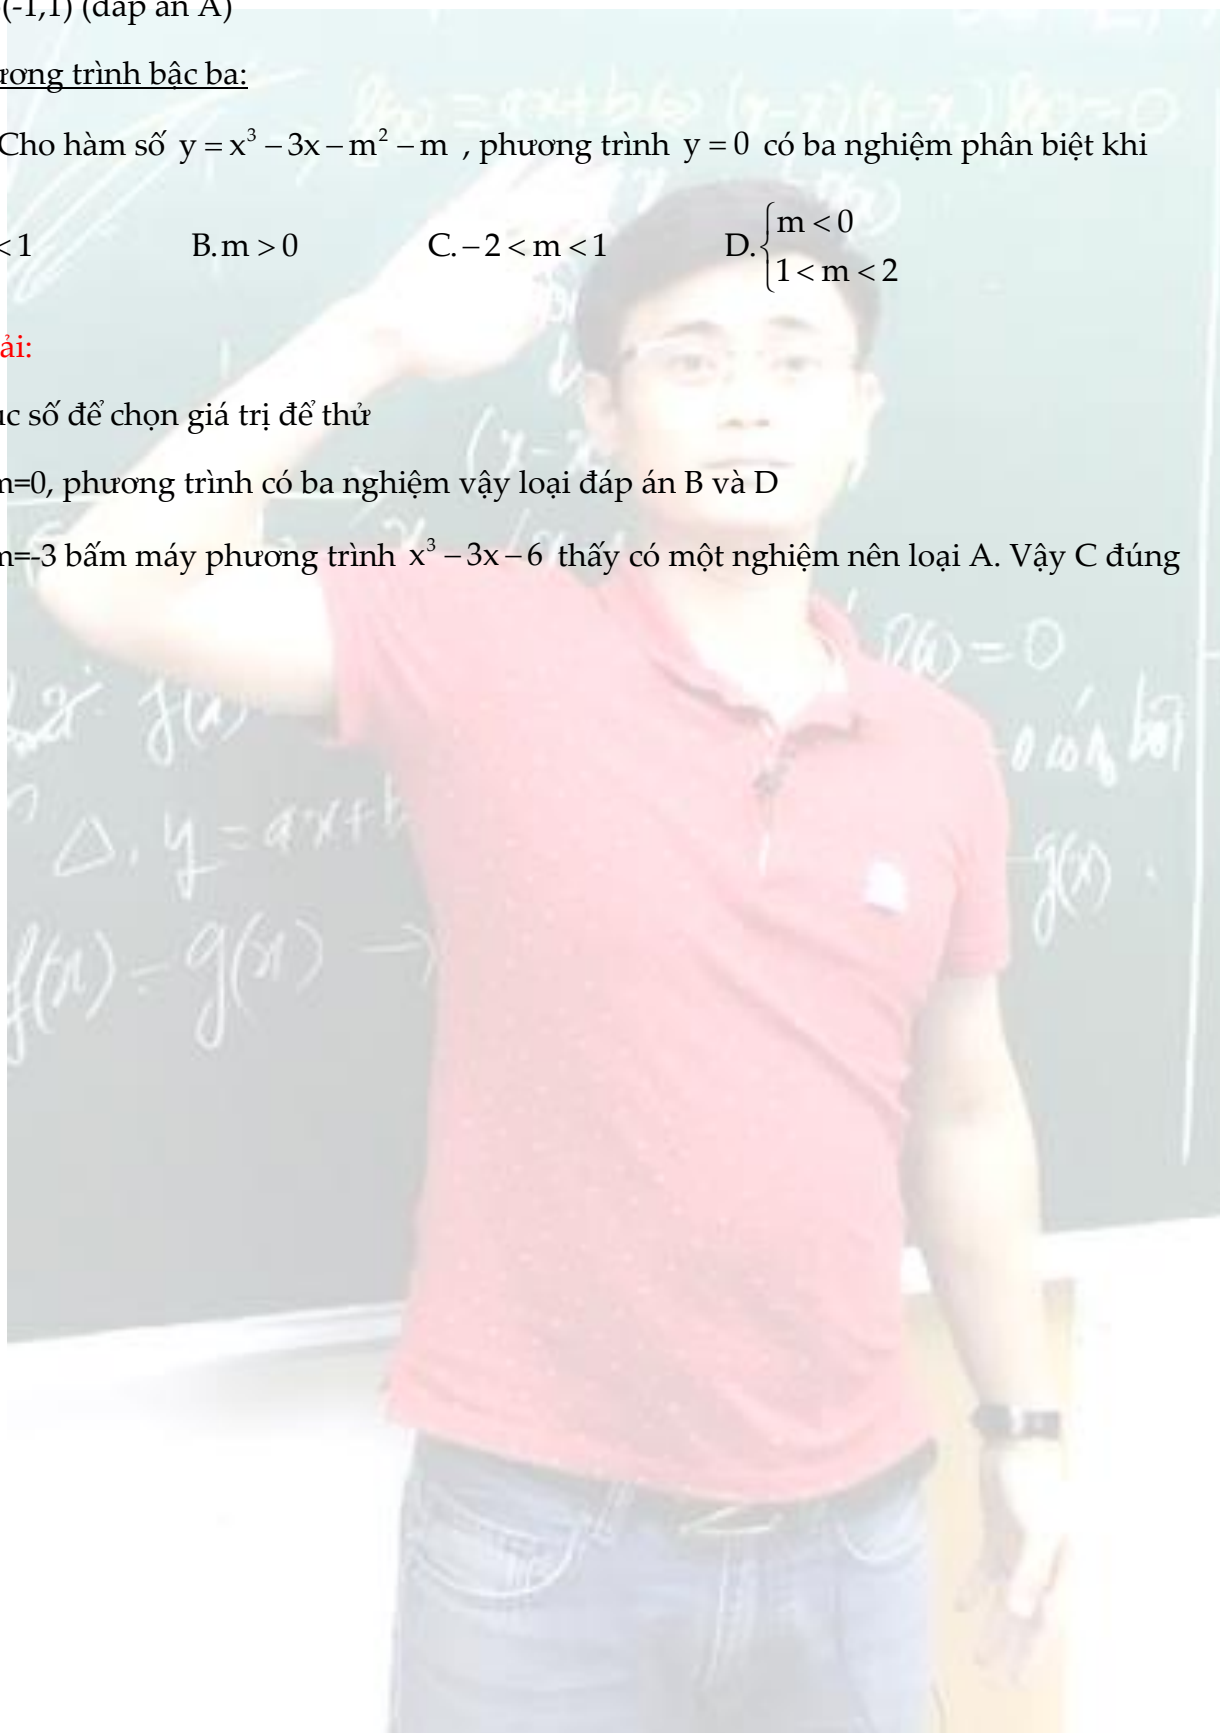 (-1,1) (đáp án A)
ương trình bậc ba:
Cho hàm số y = x³ − 3x − m² − m , phương trình y = 0 có ba nghiệm phân biệt khi
< 1 B. m > 0 C. − 2 < m < 1 D. { m < 0
1 < m < 2
ải:
ục số để chọn giá trị để thử
m=0, phương trình có ba nghiệm vậy loại đáp án B và D
m=-3 bấm máy phương trình x³ − 3x − 6 thấy có một nghiệm nên loại A. Vậy C đúng
= 0
f(x)
Δ, y = ax+b
g(x)
f(x) − g(x) →